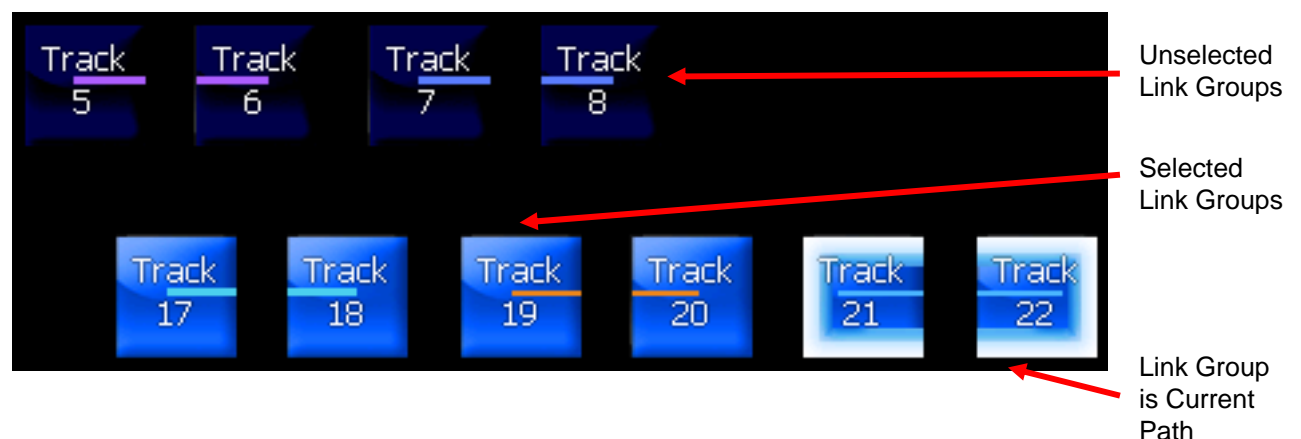 Track
5
Track
6
Track
7
Track
8
Unselected
Link Groups
Selected
Link Groups
Track
17
Track
18
Track
19
Track
20
Track
21
Track
22
Link Group
is Current
Path